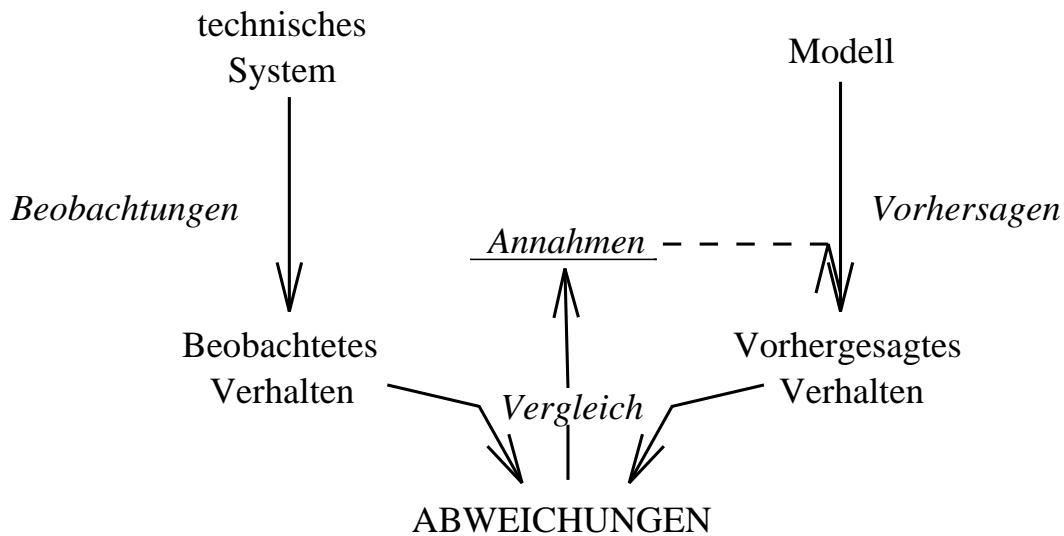 technisches
System
Modell
Beobachtungen
Vorhersagen
Annahmen
Beobachtetes
Verhalten
Vorhergesagtes
Verhalten
Vergleich
ABWEICHUNGEN